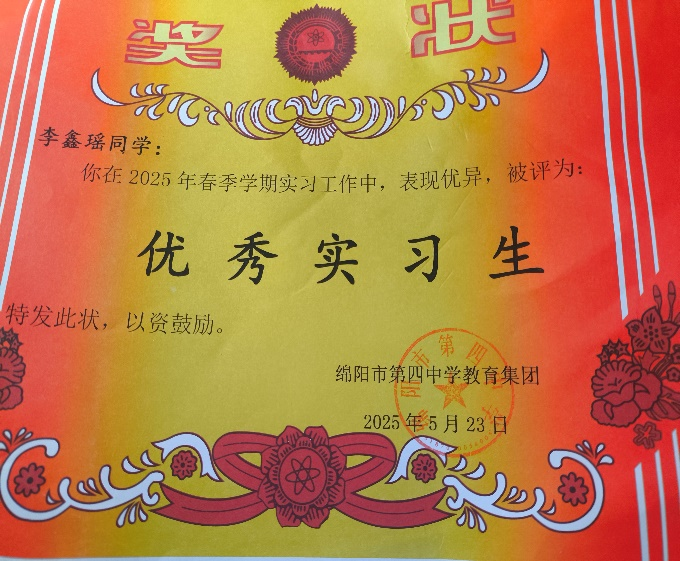 奖状
李鑫瑶同学：
你在2025年春季学期实习工作中，表现优异，被评为：
优秀实习生
特发此状，以资鼓励。
绵阳市第四中学教育集团
2025年5月23日